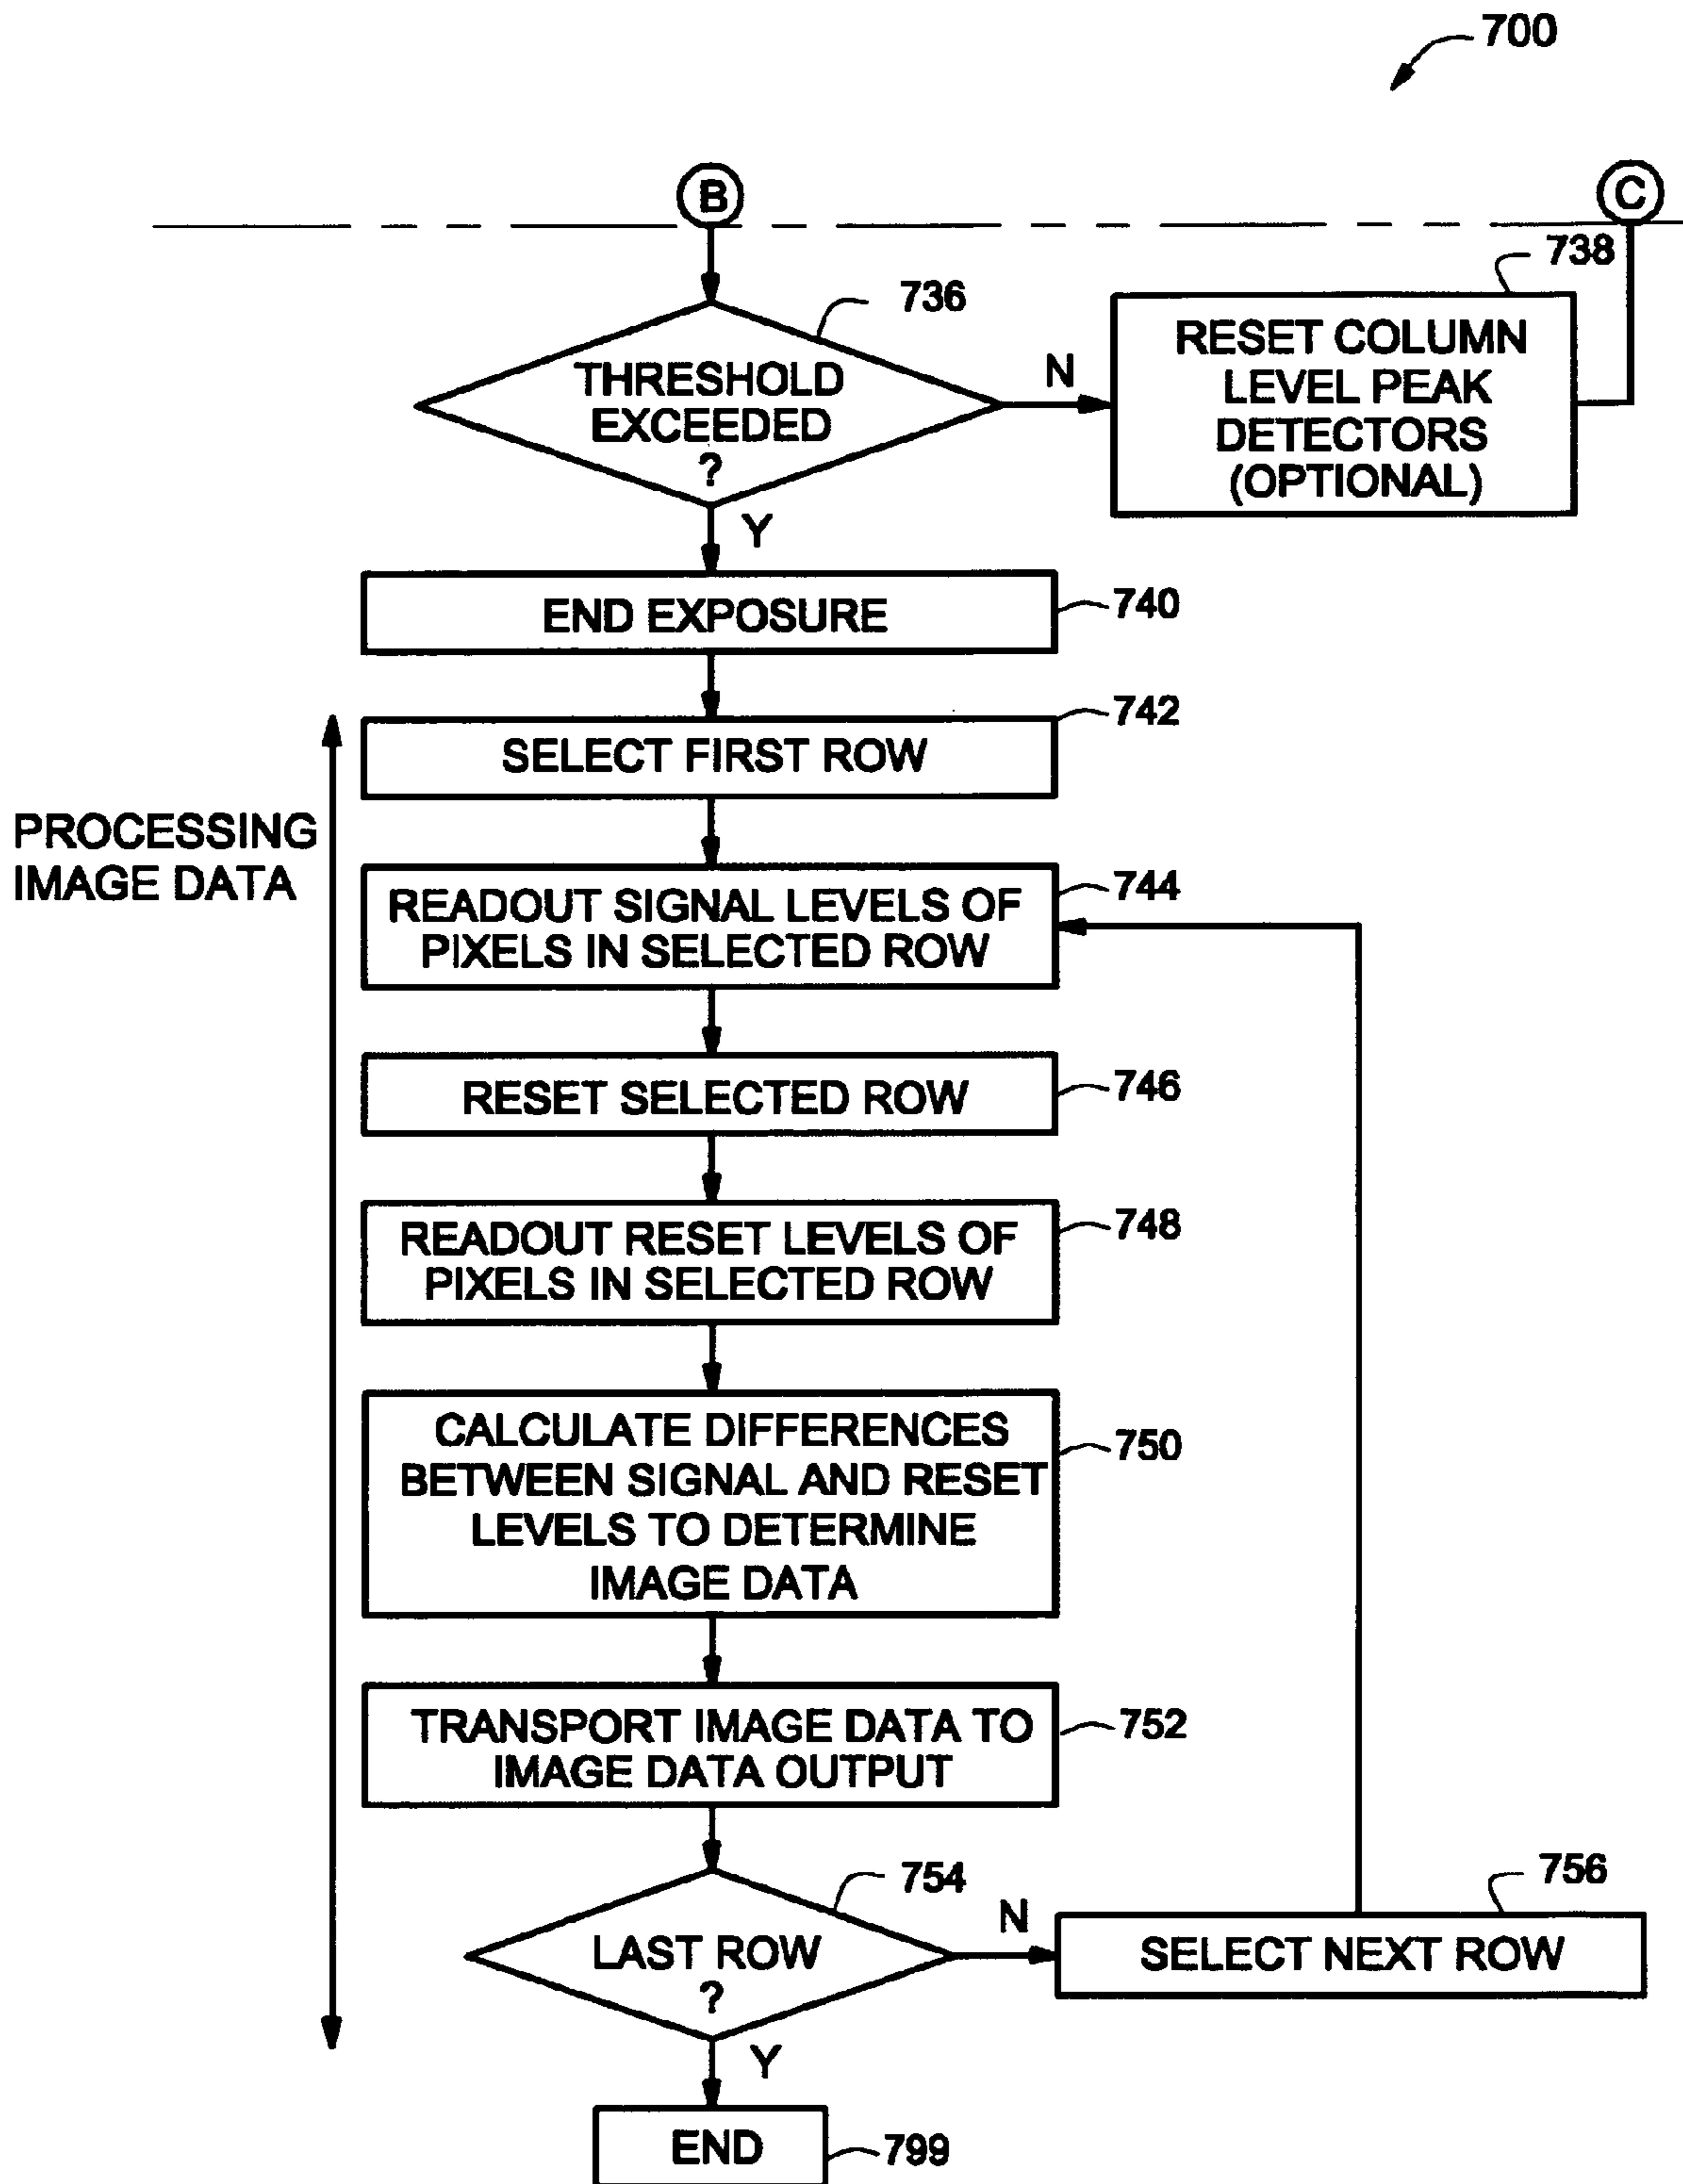 700
B
C
736
738
THRESHOLD
EXCEEDED
?
N
RESET COLUMN
LEVEL PEAK
DETECTORS
(OPTIONAL)
Y
END EXPOSURE
740
SELECT FIRST ROW
742
PROCESSING
IMAGE DATA
READOUT SIGNAL LEVELS OF
PIXELS IN SELECTED ROW
744
RESET SELECTED ROW
746
READOUT RESET LEVELS OF
PIXELS IN SELECTED ROW
748
CALCULATE DIFFERENCES
BETWEEN SIGNAL AND RESET
LEVELS TO DETERMINE
IMAGE DATA
750
TRANSPORT IMAGE DATA TO
IMAGE DATA OUTPUT
752
754
756
LAST ROW
?
N
SELECT NEXT ROW
Y
END
799